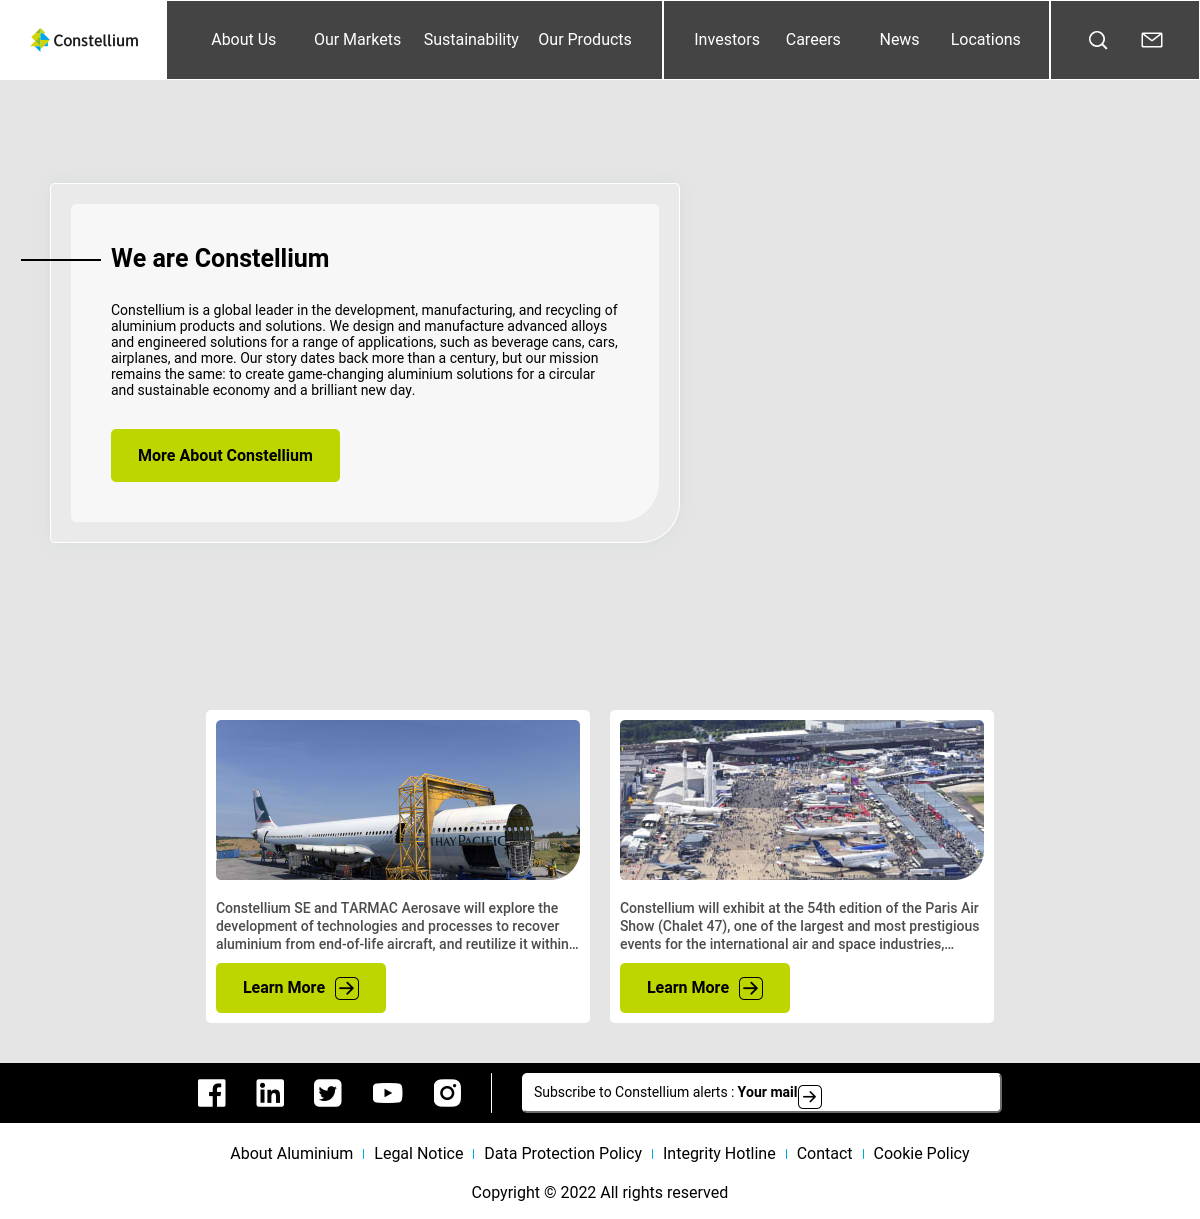 Constellium
About Us
Our Markets
Sustainability
Our Products
Investors
Careers
News
Locations
We are Constellium
Constellium is a global leader in the development, manufacturing, and recycling of
aluminium products and solutions. We design and manufacture advanced alloys
and engineered solutions for a range of applications, such as beverage cans, cars,
airplanes, and more. Our story dates back more than a century, but our mission
remains the same: to create game-changing aluminium solutions for a circular
and sustainable economy and a brilliant new day.
More About Constellium
THAY PACIFIC
Constellium SE and TARMAC Aerosave will explore the
development of technologies and processes to recover
aluminium from end-of-life aircraft, and reutilize it within…
Learn More
Constellium will exhibit at the 54th edition of the Paris Air
Show (Chalet 47), one of the largest and most prestigious
events for the international air and space industries,…
Learn More
Subscribe to Constellium alerts : Your mail
About Aluminium
Legal Notice
Data Protection Policy
Integrity Hotline
Contact
Cookie Policy
Copyright © 2022 All rights reserved